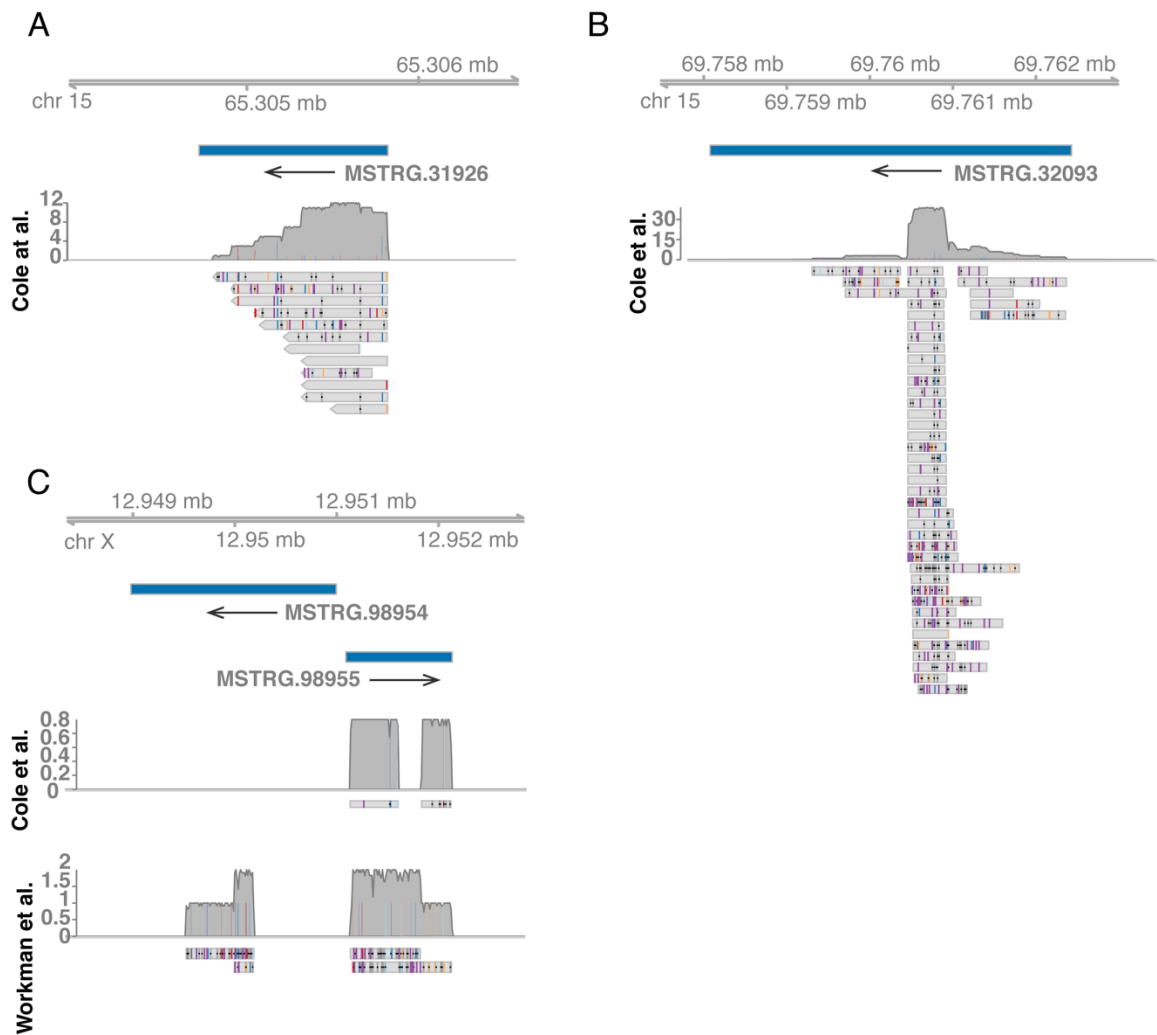 A
65.306 mb
chr 15
65.305 mb
MSTRG.31926
12
8
4
0
Cole at al.
B
69.758 mb 69.76 mb 69.762 mb
chr 15
69.759 mb 69.761 mb
MSTRG.32093
30
15
0
Cole et al.
C
12.949 mb 12.951 mb
chr X
12.95 mb 12.952 mb
MSTRG.98954
MSTRG.98955
0.8
0.6
0.4
0.2
0
Cole et al.
2
1.5
1
0.5
0
Workman et al.